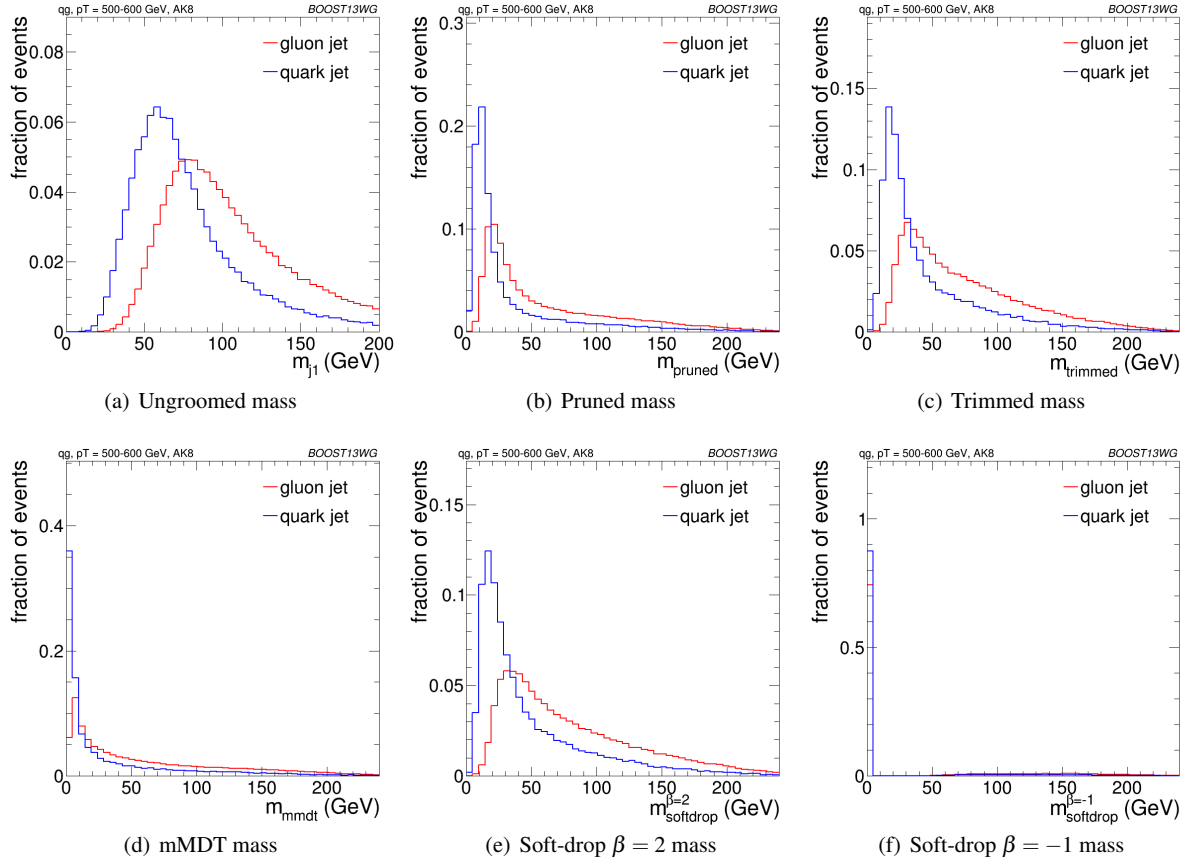 qg, pT = 500-600 GeV, AK8 BOOST13WG
fraction of events
gluon jet
quark jet
0.08
0.06
0.04
0.02
0
0 50 100 150 200
m_j1 (GeV)
(a) Ungroomed mass
qg, pT = 500-600 GeV, AK8 BOOST13WG
fraction of events
gluon jet
quark jet
0.3
0.2
0.1
0
0 50 100 150 200
m_pruned (GeV)
(b) Pruned mass
qg, pT = 500-600 GeV, AK8 BOOST13WG
fraction of events
gluon jet
quark jet
0.15
0.1
0.05
0
0 50 100 150 200
m_trimmed (GeV)
(c) Trimmed mass
qg, pT = 500-600 GeV, AK8 BOOST13WG
fraction of events
gluon jet
quark jet
0.4
0.2
0
0 50 100 150 200
m_mmdt (GeV)
(d) mMDT mass
qg, pT = 500-600 GeV, AK8 BOOST13WG
fraction of events
gluon jet
quark jet
0.15
0.1
0.05
0
0 50 100 150 200
m_softdrop^β=2 (GeV)
(e) Soft-drop β = 2 mass
qg, pT = 500-600 GeV, AK8 BOOST13WG
fraction of events
gluon jet
quark jet
1
0.5
0
0 50 100 150 200
m_softdrop^β=-1 (GeV)
(f) Soft-drop β = −1 mass